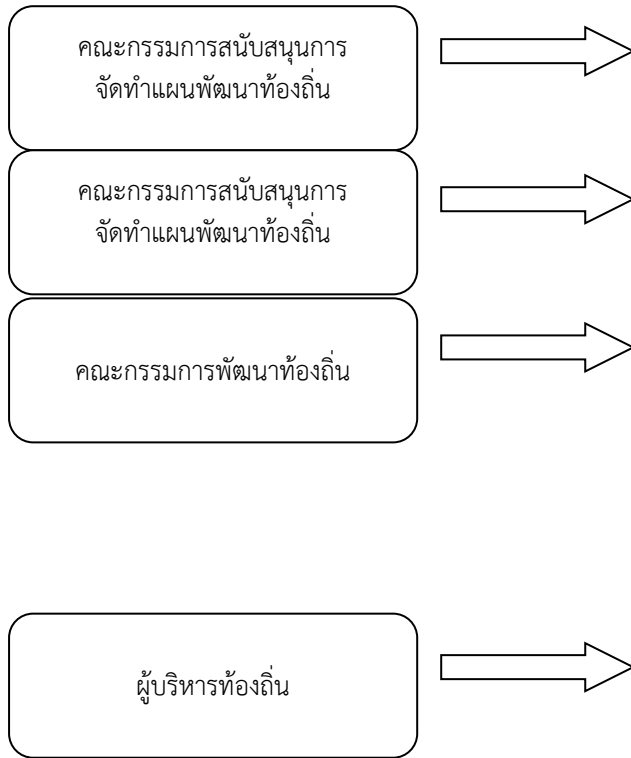 คณะกรรมการสนับสนุนการ
จัดทำแผนพัฒนาท้องถิ่น
คณะกรรมการสนับสนุนการ
จัดทำแผนพัฒนาท้องถิ่น
คณะกรรมการพัฒนาท้องถิ่น
ผู้บริหารท้องถิ่น